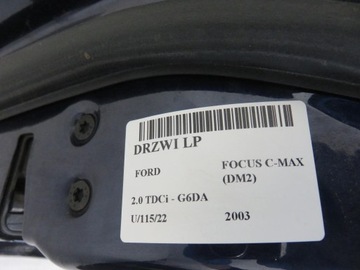 DRZWI LP
FORD FOCUS C-MAX
(DM2)
2.0 TDCi - G6DA
U/115/22 2003